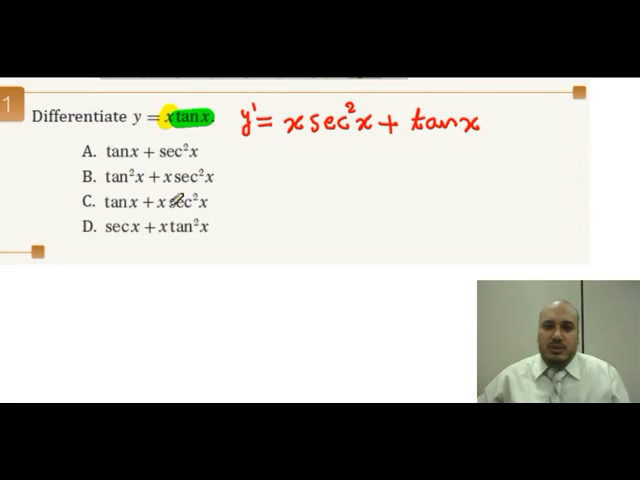 1
Differentiate y = x tan x. y' = x sec²x + tan x
A. tan x + sec²x
B. tan²x + x sec²x
C. tan x + x sec²x
D. sec x + x tan²x